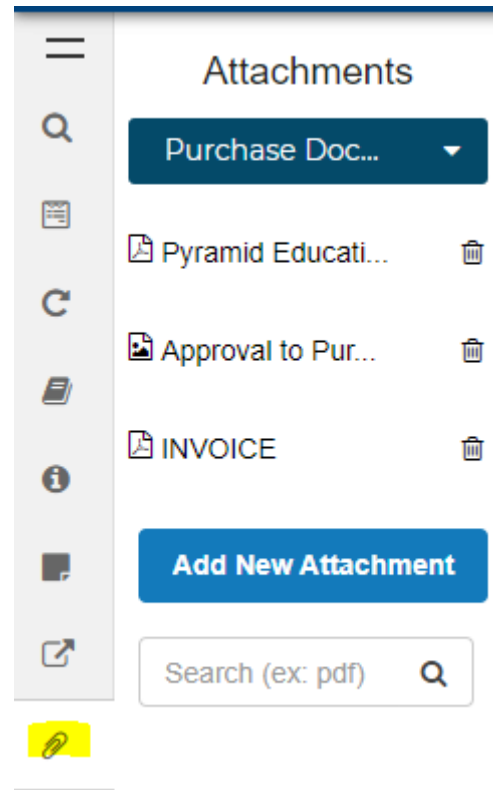 Attachments
Purchase Doc...
Pyramid Educati...
Approval to Pur...
INVOICE
Add New Attachment
Search (ex: pdf)